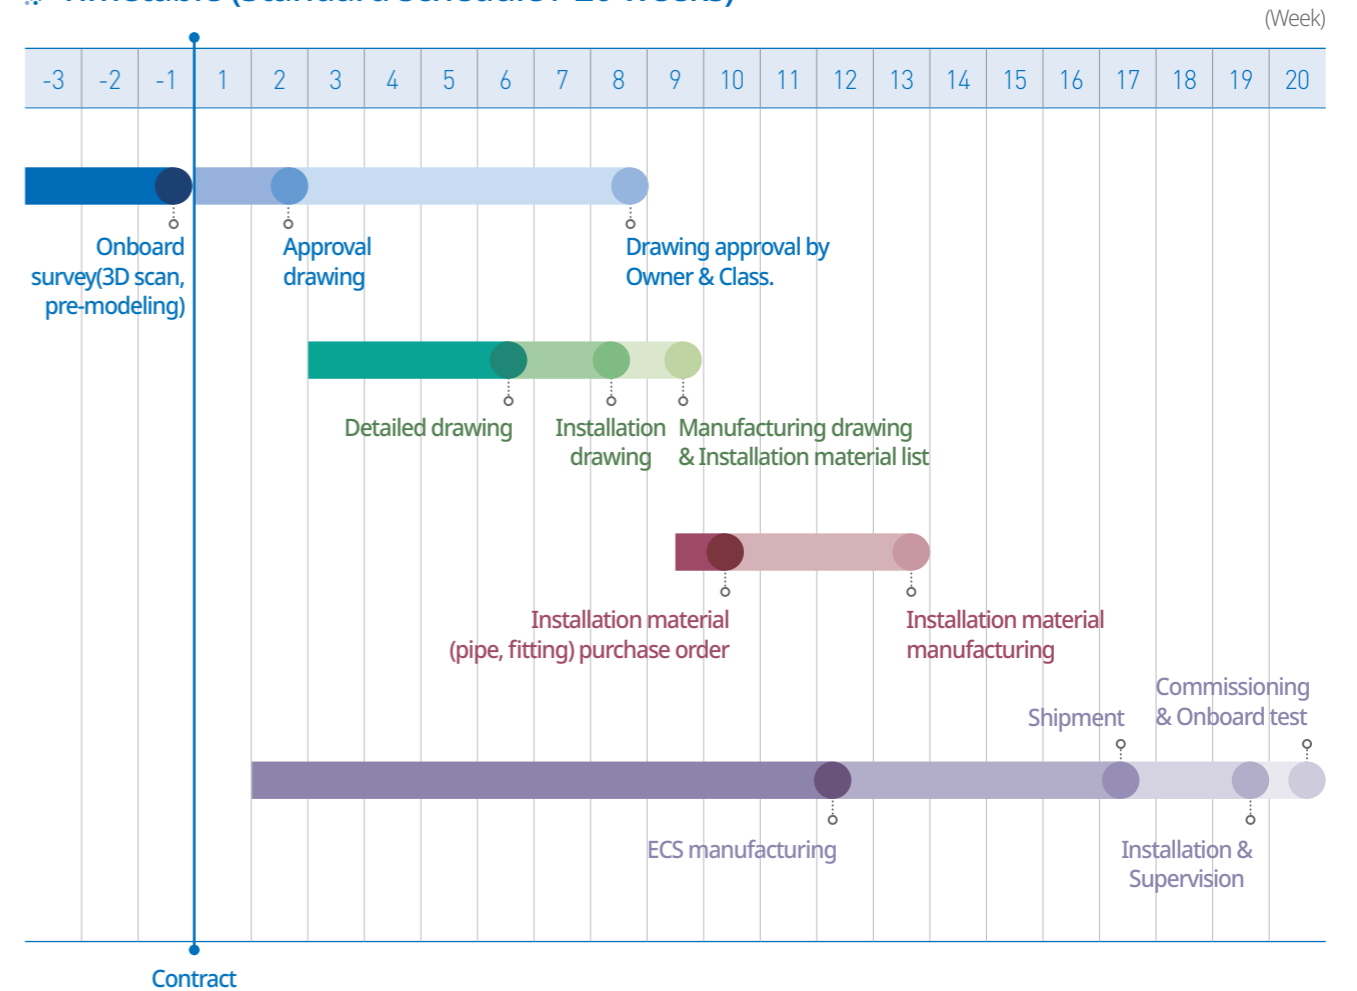 (Week)
-3 -2 -1 1 2 3 4 5 6 7 8 9 10 11 12 13 14 15 16 17 18 19 20
Onboard
survey(3D scan,
pre-modeling)
Approval
drawing
Drawing approval by
Owner & Class.
Detailed drawing
Installation
drawing
Manufacturing drawing
& Installation material list
Installation material
(pipe, fitting) purchase order
Installation material
manufacturing
Shipment
Commissioning
& Onboard test
ECS manufacturing
Installation &
Supervision
Contract